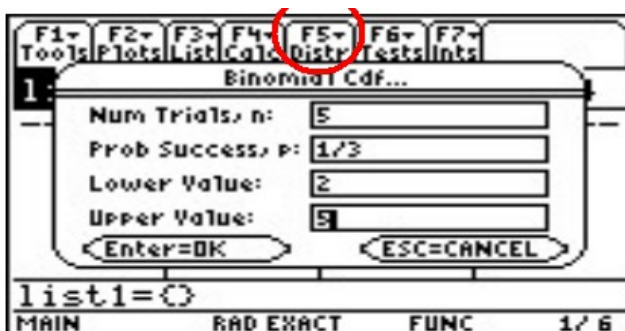 F1▾ F2▾ F3▾ F4▾ F5▾ F6▾ F7▾
Tools Plots List Calc Distr Tests Ints
Binomial Cdf...
Num Trials, n: 5
Prob Success, p: 1/3
Lower Value: 2
Upper Value: 5
Enter=OK ESC=CANCEL
list1={}
MAIN RAD EXACT FUNC 1/6